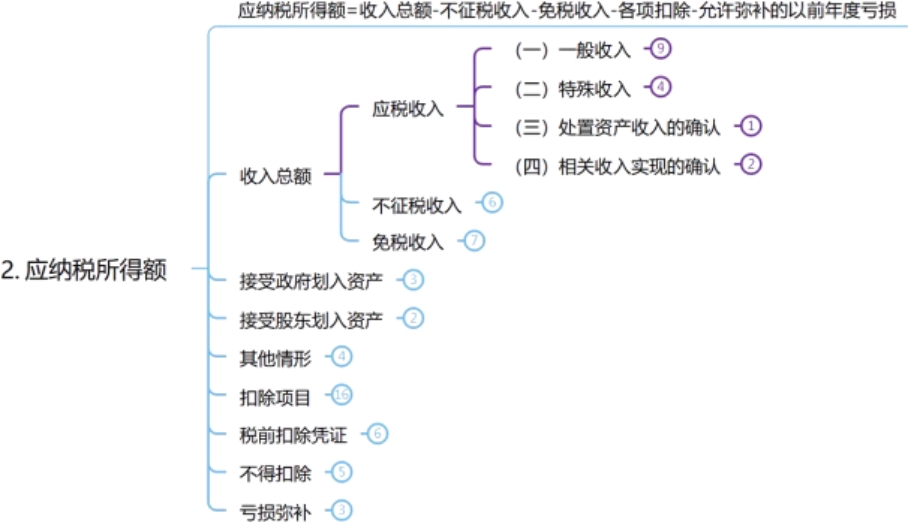 应纳税所得额=收入总额-不征税收入-免税收入-各项扣除-允许弥补的以前年度亏损
（一）一般收入 9
（二）特殊收入 4
应税收入
（三）处置资产收入的确认 1
（四）相关收入实现的确认 2
收入总额
不征税收入 6
免税收入 7
2. 应纳税所得额
接受政府划入资产 3
接受股东划入资产 2
其他情形 4
扣除项目 16
税前扣除凭证 6
不得扣除 5
亏损弥补 3